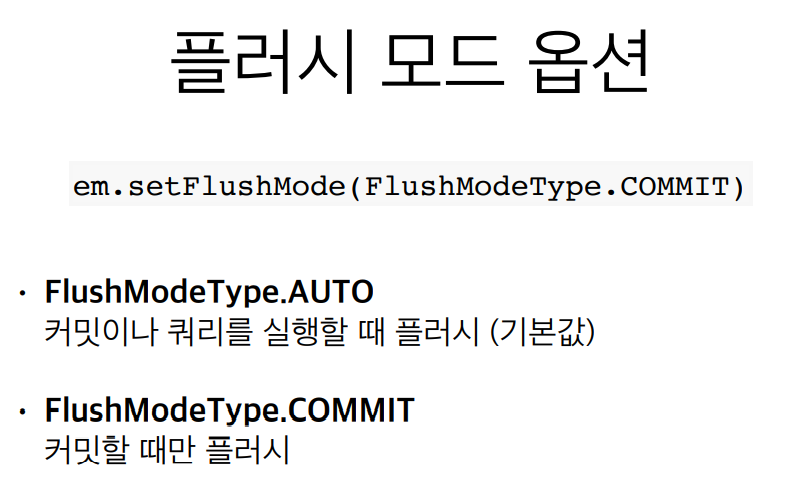 플러시 모드 옵션
em.setFlushMode(FlushModeType.COMMIT)
• FlushModeType.AUTO
커밋이나 쿼리를 실행할 때 플러시 (기본값)
• FlushModeType.COMMIT
커밋할 때만 플러시